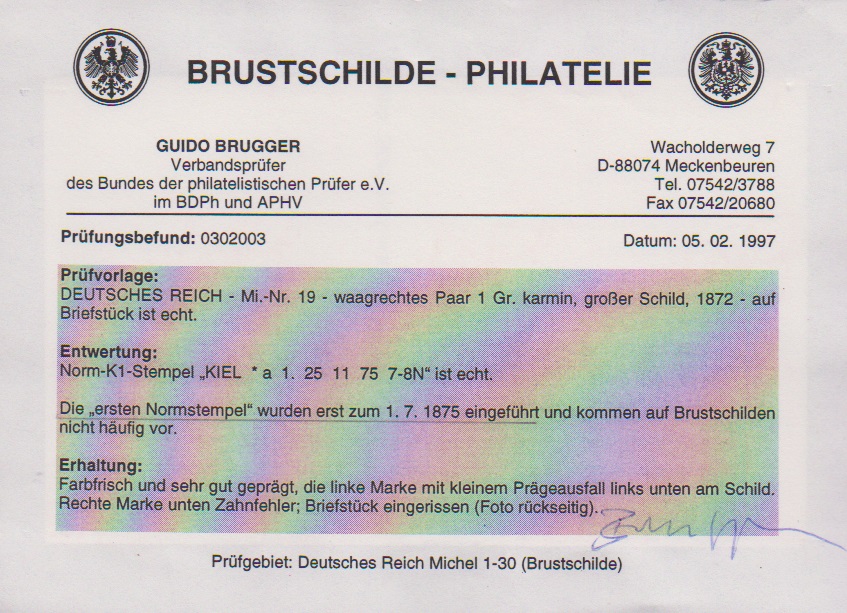 BRUSTSCHILDE - PHILATELIE
GUIDO BRUGGER
Verbandsprüfer
des Bundes der philatelistischen Prüfer e.V.
im BDPh und APHV
Wacholderweg 7
D-88074 Meckenbeuren
Tel. 07542/3788
Fax 07542/20680
Prüfungsbefund: 0302003
Datum: 05. 02. 1997
Prüfvorlage:
DEUTSCHES REICH - Mi.-Nr. 19 - waagrechtes Paar 1 Gr. karmin, großer Schild, 1872 - auf
Briefstück ist echt.
Entwertung:
Norm-K1-Stempel „KIEL * a 1. 25 11 75 7-8N“ ist echt.
Die „ersten Normstempel“ wurden erst zum 1. 7. 1875 eingeführt und kommen auf Brustschilden
nicht häufig vor.
Erhaltung:
Farbfrisch und sehr gut geprägt, die linke Marke mit kleinem Prägeausfall links unten am Schild.
Rechte Marke unten Zahnfehler; Briefstück eingerissen (Foto rückseitig).
Prüfgebiet: Deutsches Reich Michel 1-30 (Brustschilde)